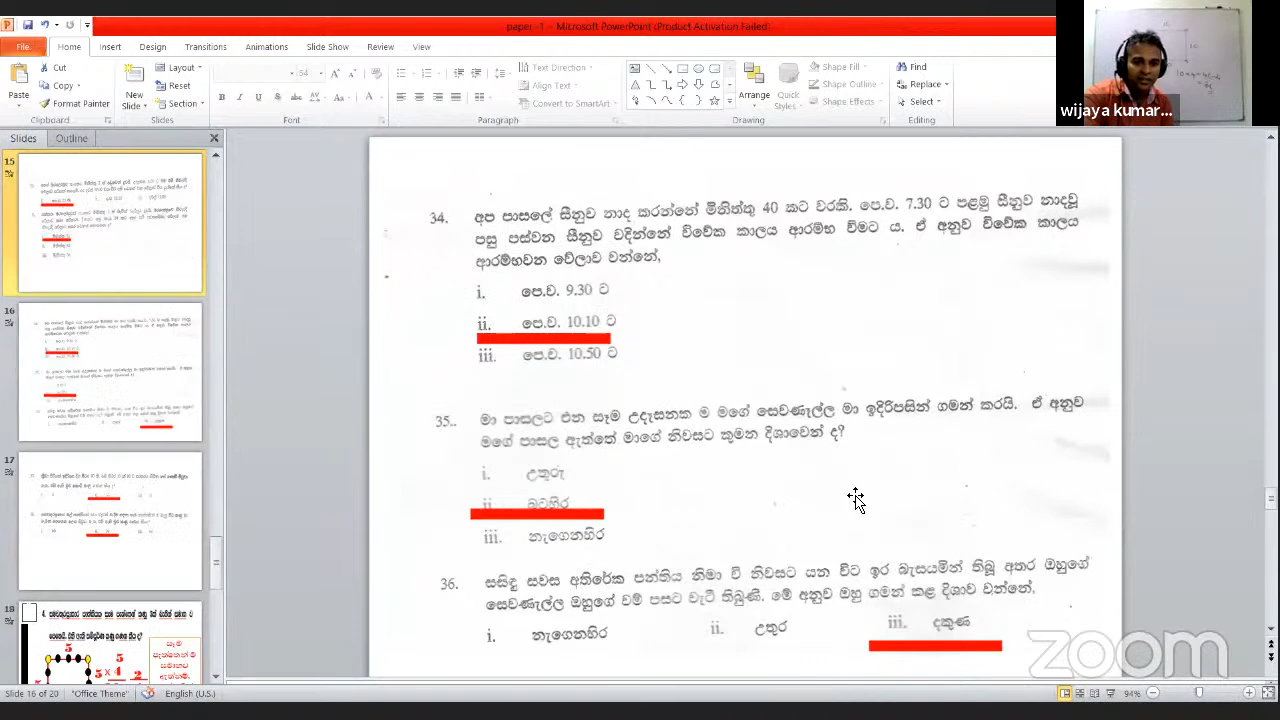 paper -1 - Microsoft PowerPoint (Product Activation Failed)
File Home Insert Design Transitions Animations Slide Show Review View
Cut
Copy
Format Painter
Paste
Clipboard
New Slide
Layout
Reset
Section
Slides
54
Font
Text Direction
Align Text
Convert to SmartArt
Paragraph
Arrange
Quick Styles
Shape Fill
Shape Outline
Shape Effects
Drawing
Find
Replace
Select
Editing
wijaya kumar...
Slides Outline
15
16
17
18
34. අප පාසලේ සීනුව නාද කරන්නේ මිනිත්තු 40 කට වරකි. පෙ.ව. 7.30 ට පළමු සීනුව නාදවූ
පසු පස්වන සීනුව වදින්නේ විවේක කාලය ආරම්භ වීමට ය. ඒ අනුව විවේක කාලය
ආරම්භවන වේලාව වන්නේ,
i. පෙ.ව. 9.30 ට
ii. පෙ.ව. 10.10 ට
iii. පෙ.ව. 10.50 ට
35.. මා පාසලට එන සෑම උදෑසනක ම මගේ සෙවණැල්ල මා ඉදිරිපසින් ගමන් කරයි. ඒ අනුව
මගේ පාසල ඇත්තේ මාගේ නිවසට කුමන දිශාවෙන් ද?
i. උතුරු
ii බටහිර
iii. නැගෙනහිර
36. සසිඳු සවස අතිරේක පන්තිය නිමා වි නිවසට යන විට ඉර බැසයමින් තිබූ අතර ඔහුගේ
සෙවණැල්ල ඔහුගේ වම් පසට වැටී තිබුණි. මේ අනුව ඔහු ගමන් කළ දිශාව වන්නේ,
i. නැගෙනහිර ii. උතුර iii. දකුණ
zoom
Slide 16 of 20 "Office Theme" English (U.S.) 94%